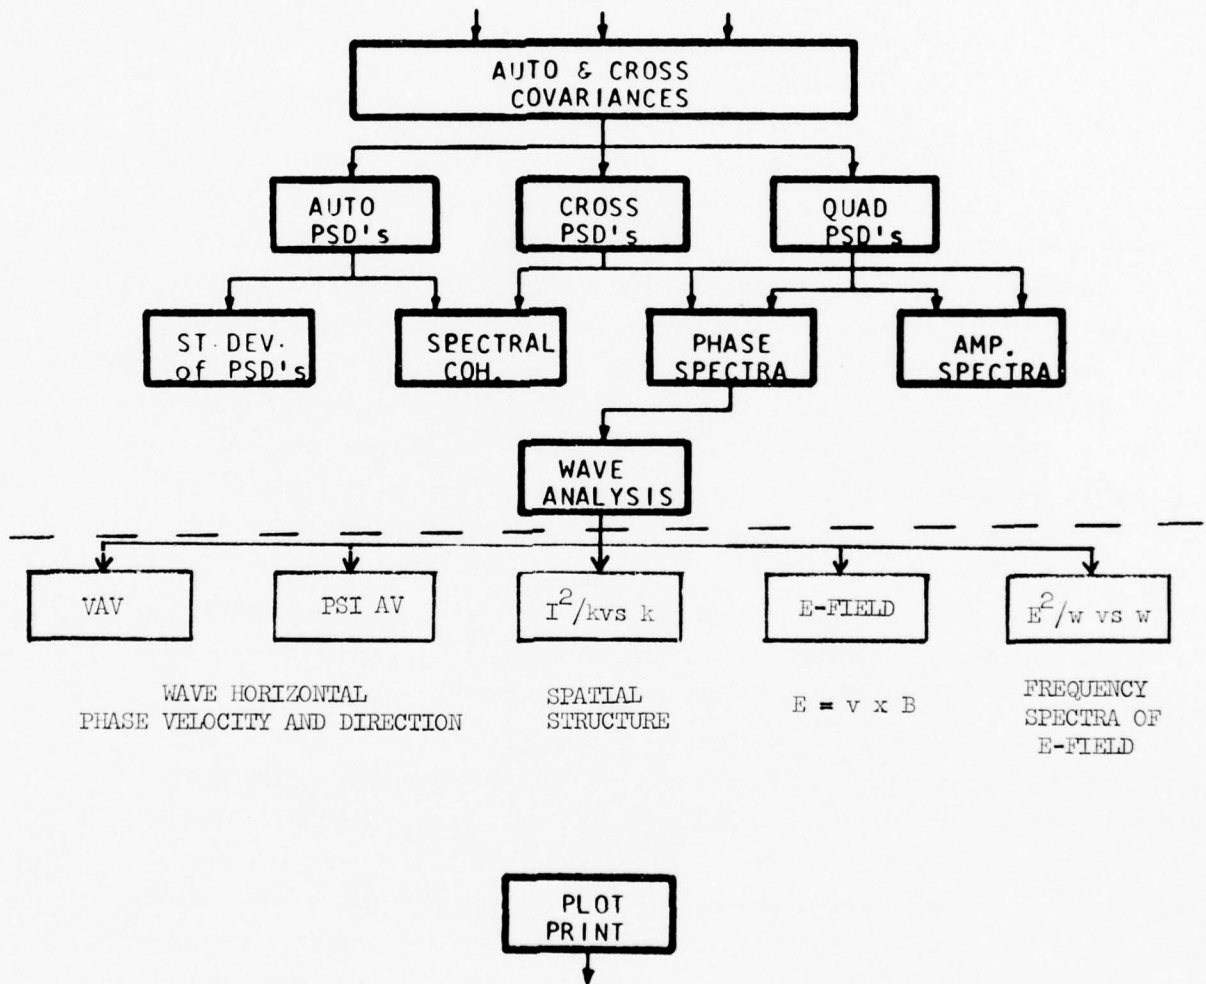 AUTO & CROSS
COVARIANCES
AUTO
PSD's
CROSS
PSD's
QUAD
PSD's
ST.DEV.
of PSD's
SPECTRAL
COH.
PHASE
SPECTRA
AMP.
SPECTRA
WAVE
ANALYSIS
VAV
PSI AV
I²/kvs k
E-FIELD
E²/w vs w
WAVE HORIZONTAL
PHASE VELOCITY AND DIRECTION
SPATIAL
STRUCTURE
E = v x B
FREQUENCY
SPECTRA OF
E-FIELD
PLOT
PRINT